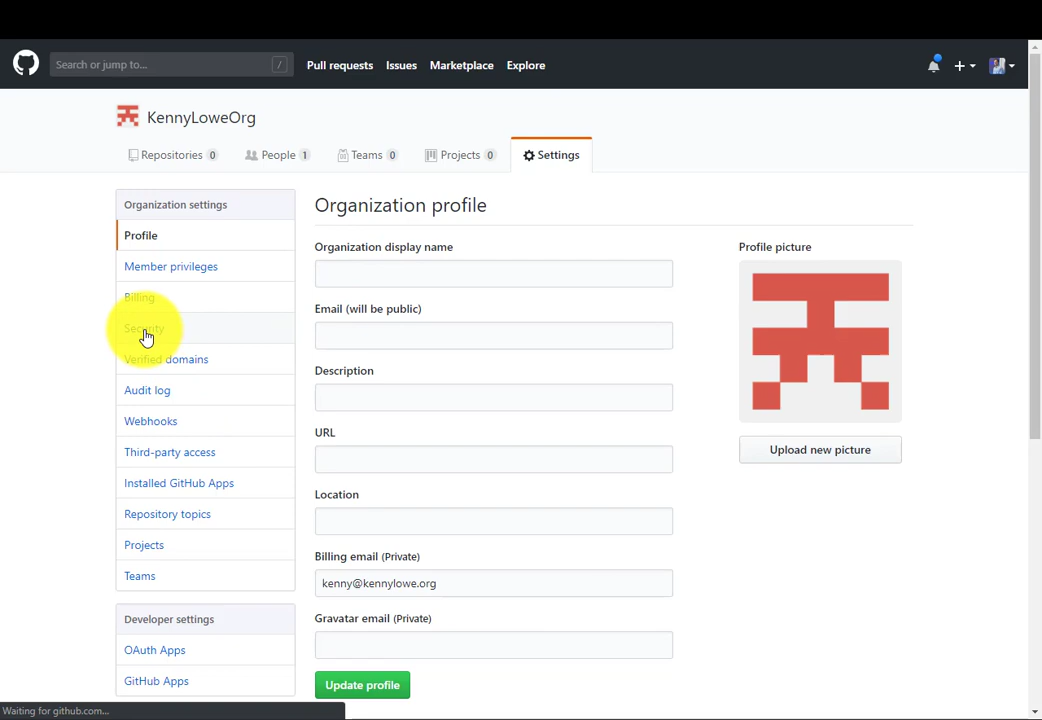 Search or jump to... /
Pull requests Issues Marketplace Explore
KennyLoweOrg
Repositories 0 People 1 Teams 0 Projects 0 Settings
Organization settings
Profile
Member privileges
Billing
Security
Verified domains
Audit log
Webhooks
Third-party access
Installed GitHub Apps
Repository topics
Projects
Teams
Developer settings
OAuth Apps
GitHub Apps
Organization profile
Organization display name
Email (will be public)
Description
URL
Location
Billing email (Private)
kenny@kennylowe.org
Gravatar email (Private)
Update profile
Profile picture
Upload new picture
Waiting for github.com...